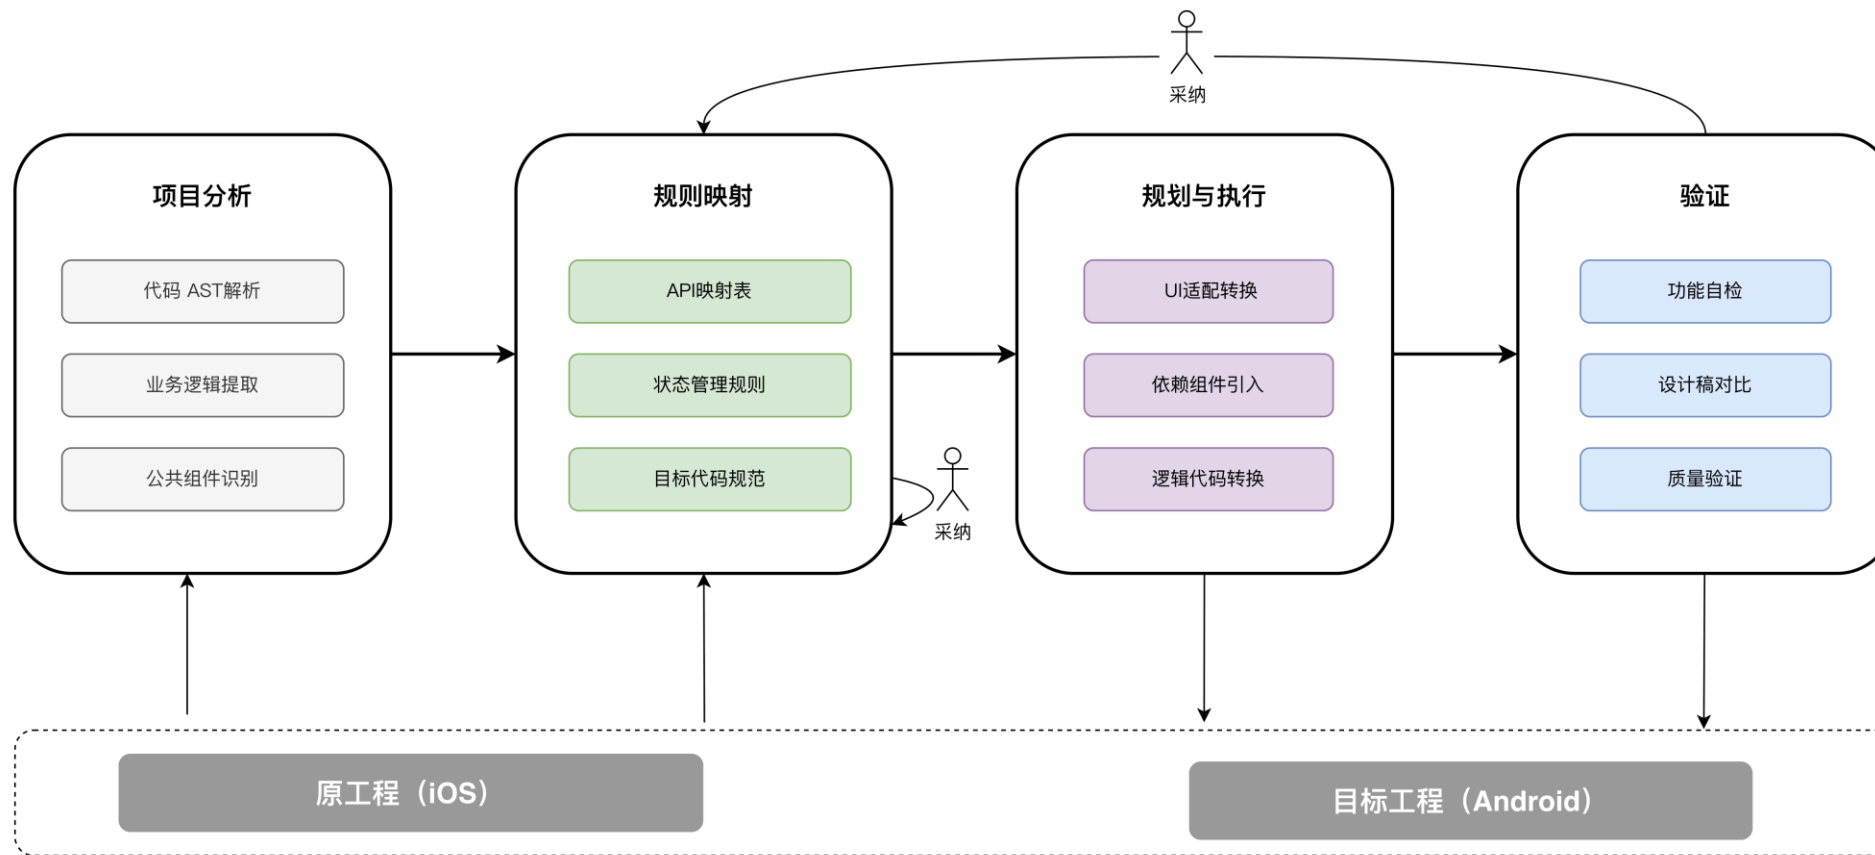 采纳
项目分析
代码 AST解析
业务逻辑提取
公共组件识别
规则映射
API映射表
状态管理规则
目标代码规范
采纳
规划与执行
UI适配转换
依赖组件引入
逻辑代码转换
验证
功能自检
设计稿对比
质量验证
原工程（iOS）
目标工程（Android）